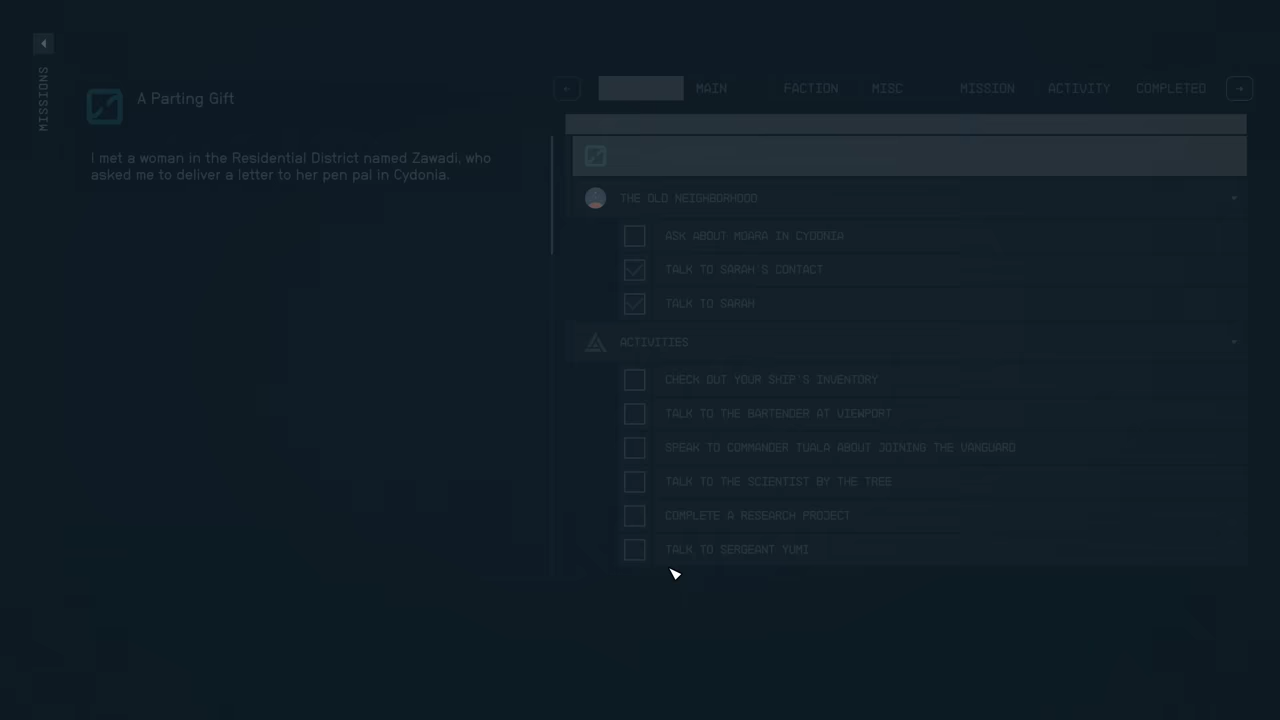 MISSIONS
A Parting Gift
I met a woman in the Residential District named Zawadi, who
asked me to deliver a letter to her pen pal in Cydonia.
MAIN FACTION MISC MISSION ACTIVITY COMPLETED
THE OLD NEIGHBORHOOD
ASK ABOUT MOARA IN CYDONIA
TALK TO SARAH'S CONTACT
TALK TO SARAH
ACTIVITIES
CHECK OUT YOUR SHIP'S INVENTORY
TALK TO THE BARTENDER AT VIEWPORT
SPEAK TO COMMANDER TUALA ABOUT JOINING THE VANGUARD
TALK TO THE SCIENTIST BY THE TREE
COMPLETE A RESEARCH PROJECT
TALK TO SERGEANT YUMI